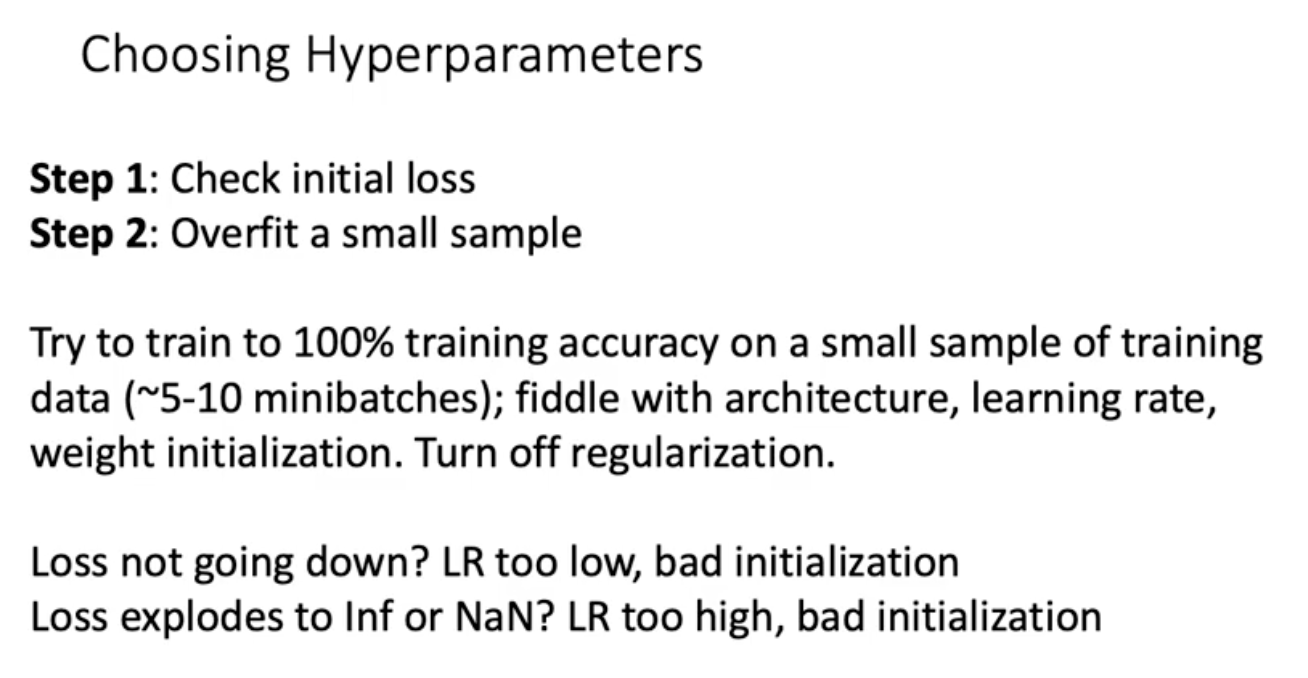 Choosing Hyperparameters
Step 1: Check initial loss
Step 2: Overfit a small sample
Try to train to 100% training accuracy on a small sample of training
data (~5-10 minibatches); fiddle with architecture, learning rate,
weight initialization. Turn off regularization.
Loss not going down? LR too low, bad initialization
Loss explodes to Inf or NaN? LR too high, bad initialization